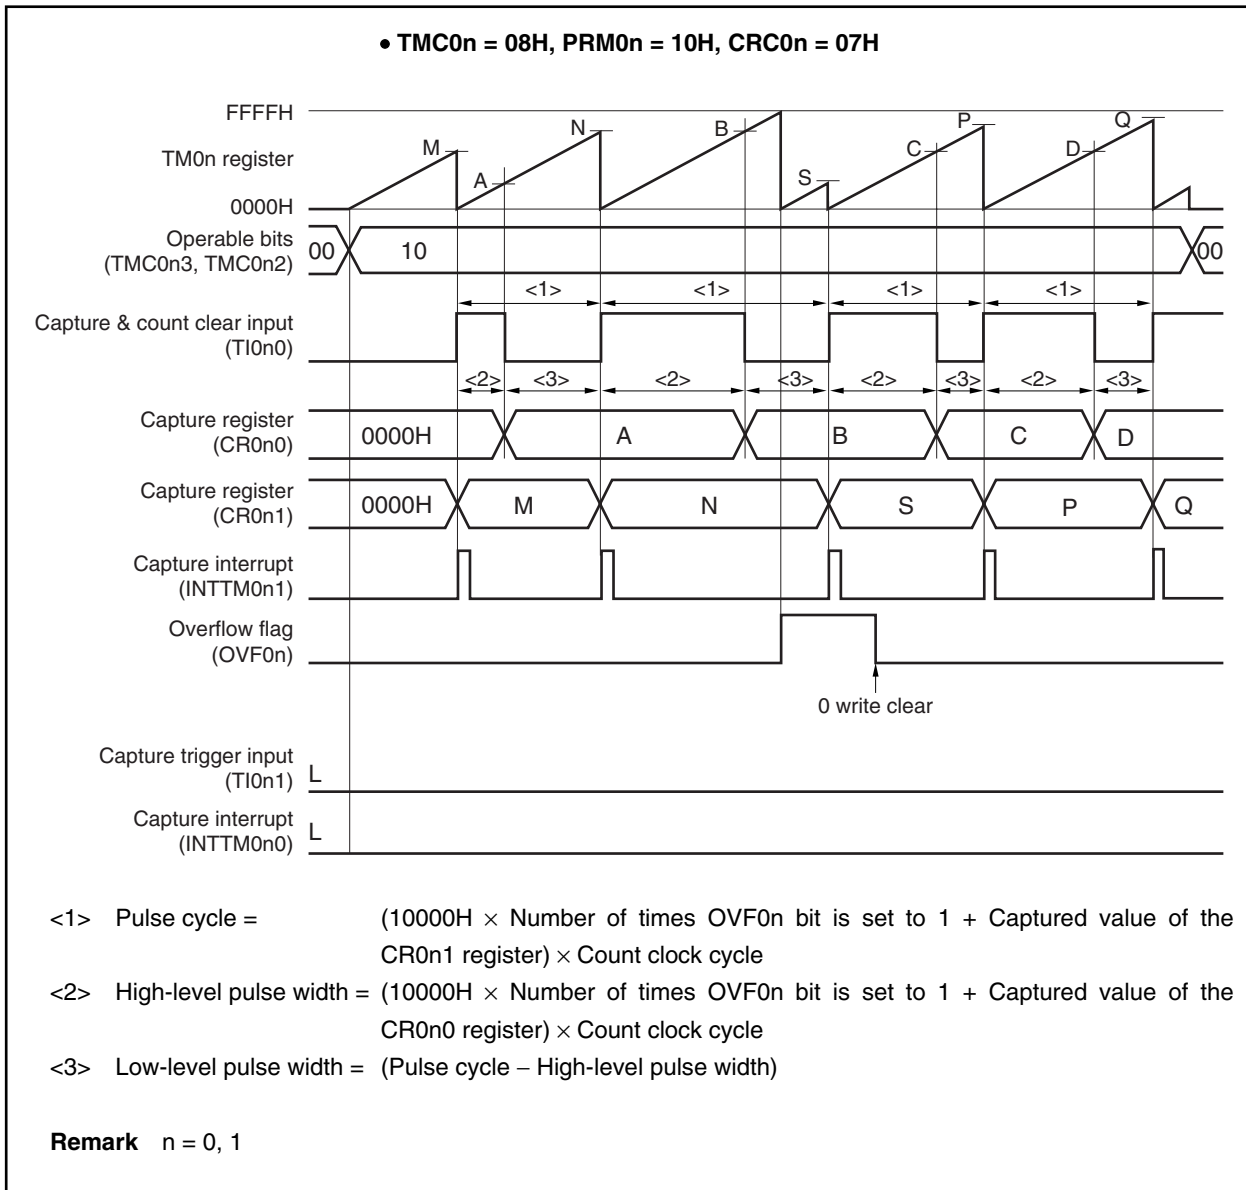 • TMC0n = 08H, PRM0n = 10H, CRC0n = 07H
FFFFH
TM0n register
0000H
M A N B S C P D Q
Operable bits
(TMC0n3, TMC0n2)
00 10 00
<1> <1> <1> <1>
Capture & count clear input
(TI0n0)
<2> <3> <2> <3> <2> <3> <2> <3>
Capture register
(CR0n0)
0000H A B C D
Capture register
(CR0n1)
0000H M N S P Q
Capture interrupt
(INTTM0n1)
Overflow flag
(OVF0n)
0 write clear
Capture trigger input
(TI0n1)
L
Capture interrupt
(INTTM0n0)
L
<1> Pulse cycle = (10000H × Number of times OVF0n bit is set to 1 + Captured value of the
CR0n1 register) × Count clock cycle
<2> High-level pulse width = (10000H × Number of times OVF0n bit is set to 1 + Captured value of the
CR0n0 register) × Count clock cycle
<3> Low-level pulse width = (Pulse cycle − High-level pulse width)
Remark n = 0, 1